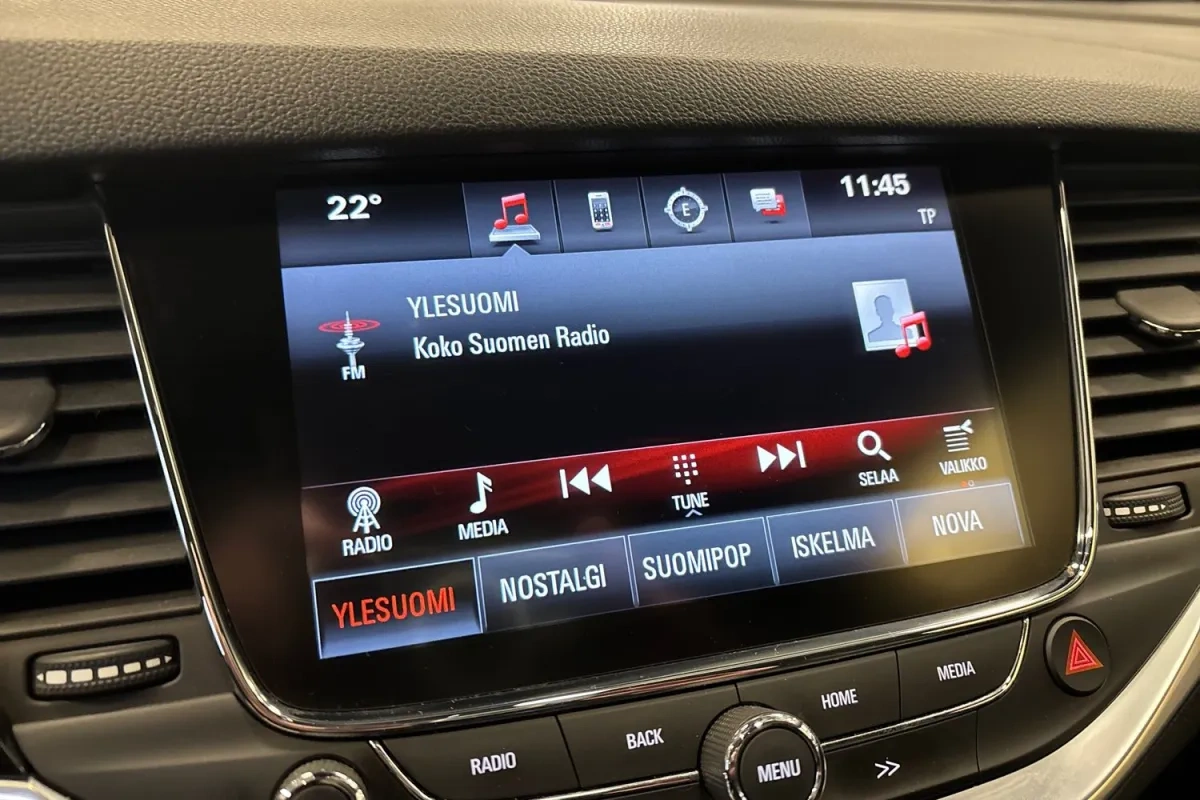 22°
E
11:45
TP
YLESUOMI
Koko Suomen Radio
FM
RADIO
MEDIA
TUNE
SELAA
VALIKKO
YLESUOMI
NOSTALGI
SUOMIPOP
ISKELMA
NOVA
RADIO
BACK
MENU
HOME
MEDIA